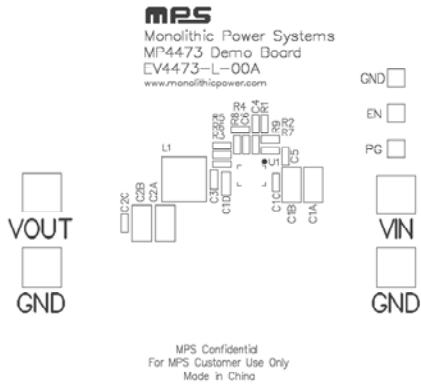 mps
Monolithic Power Systems
MP4473 Demo Board
EV4473-L-00A
www.monolithicpower.com
GND
EN
PG
R4
C4
R1
R8
C6
R9
R2
R7
L1
U1
C5
C3
C1D
C1C
C1B
C1A
C2C
C2B
C2A
VOUT
VIN
GND
GND
MPS Confidential
For MPS Customer Use Only
Made in China